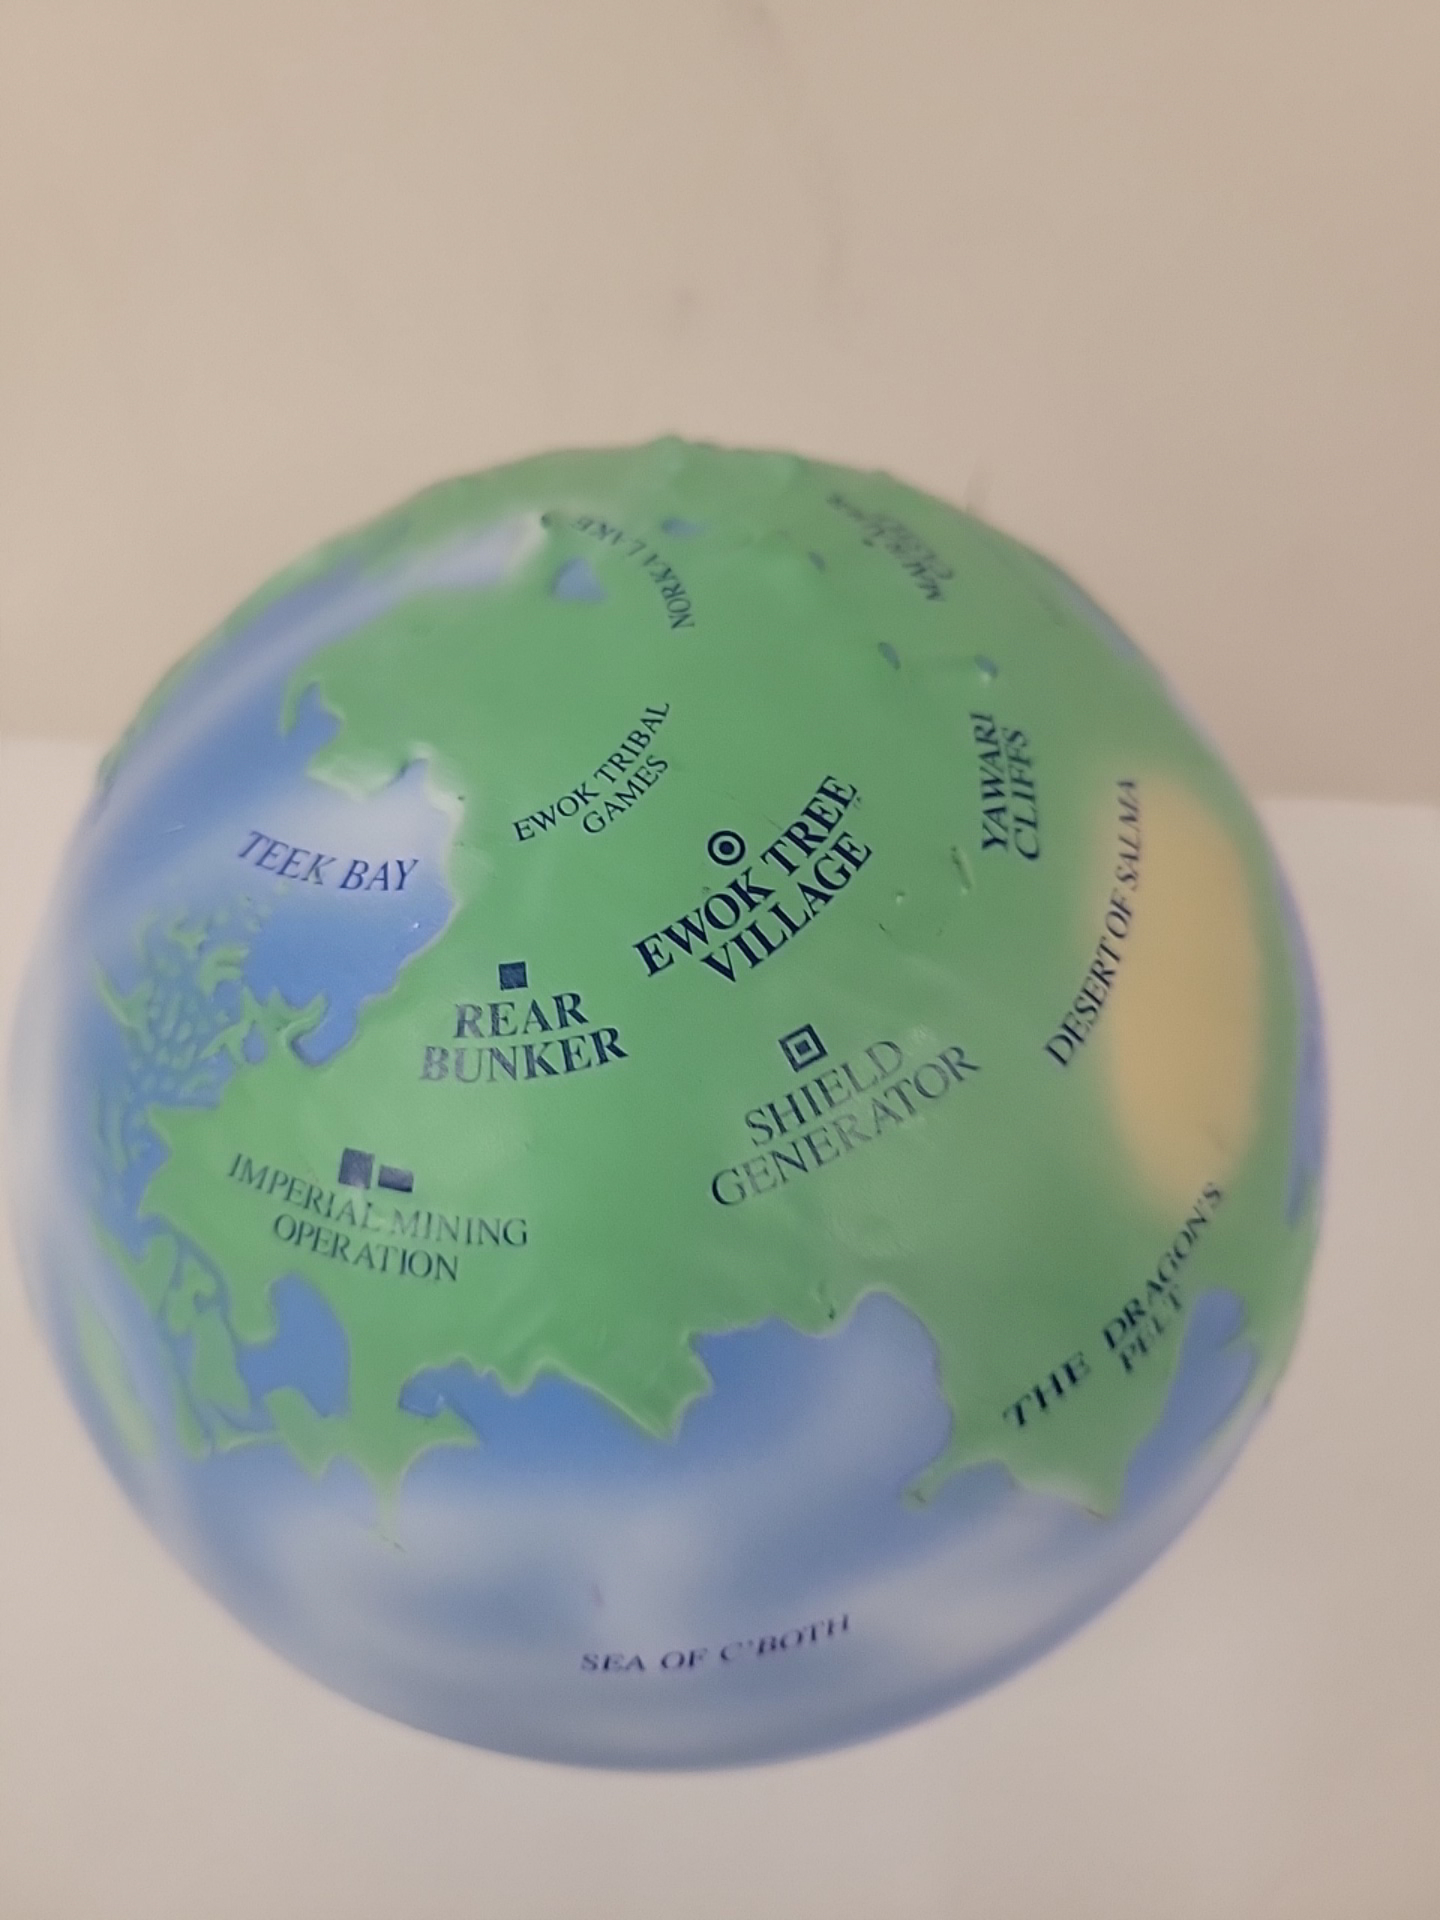 NORKA LAKE
EWOK TRIBAL
GAMES
YAWARI
CLIFFS
TEEK BAY
EWOK TREE
VILLAGE
DESERT OF SALMA
REAR
BUNKER
SHIELD
GENERATOR
IMPERIAL MINING
OPERATION
THE DRAGON'S
PELT
SEA OF C'BOTH